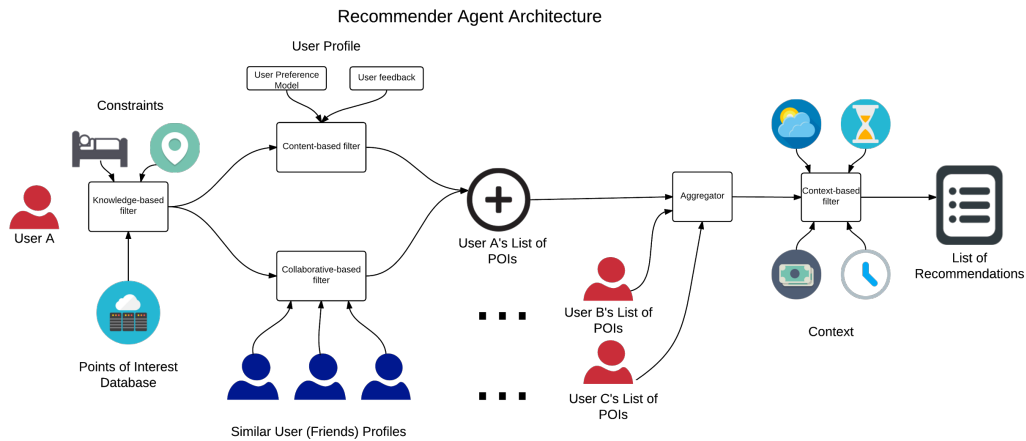 Recommender Agent Architecture
User Profile
User Preference
Model
User feedback
Constraints
Content-based filter
Knowledge-based
filter
User A
Collaborative-based
filter
Points of Interest
Database
Similar User (Friends) Profiles
User A's List of
POIs
Aggregator
User B's List of
POIs
User C's List of
POIs
Context-based
filter
Context
List of
Recommendations